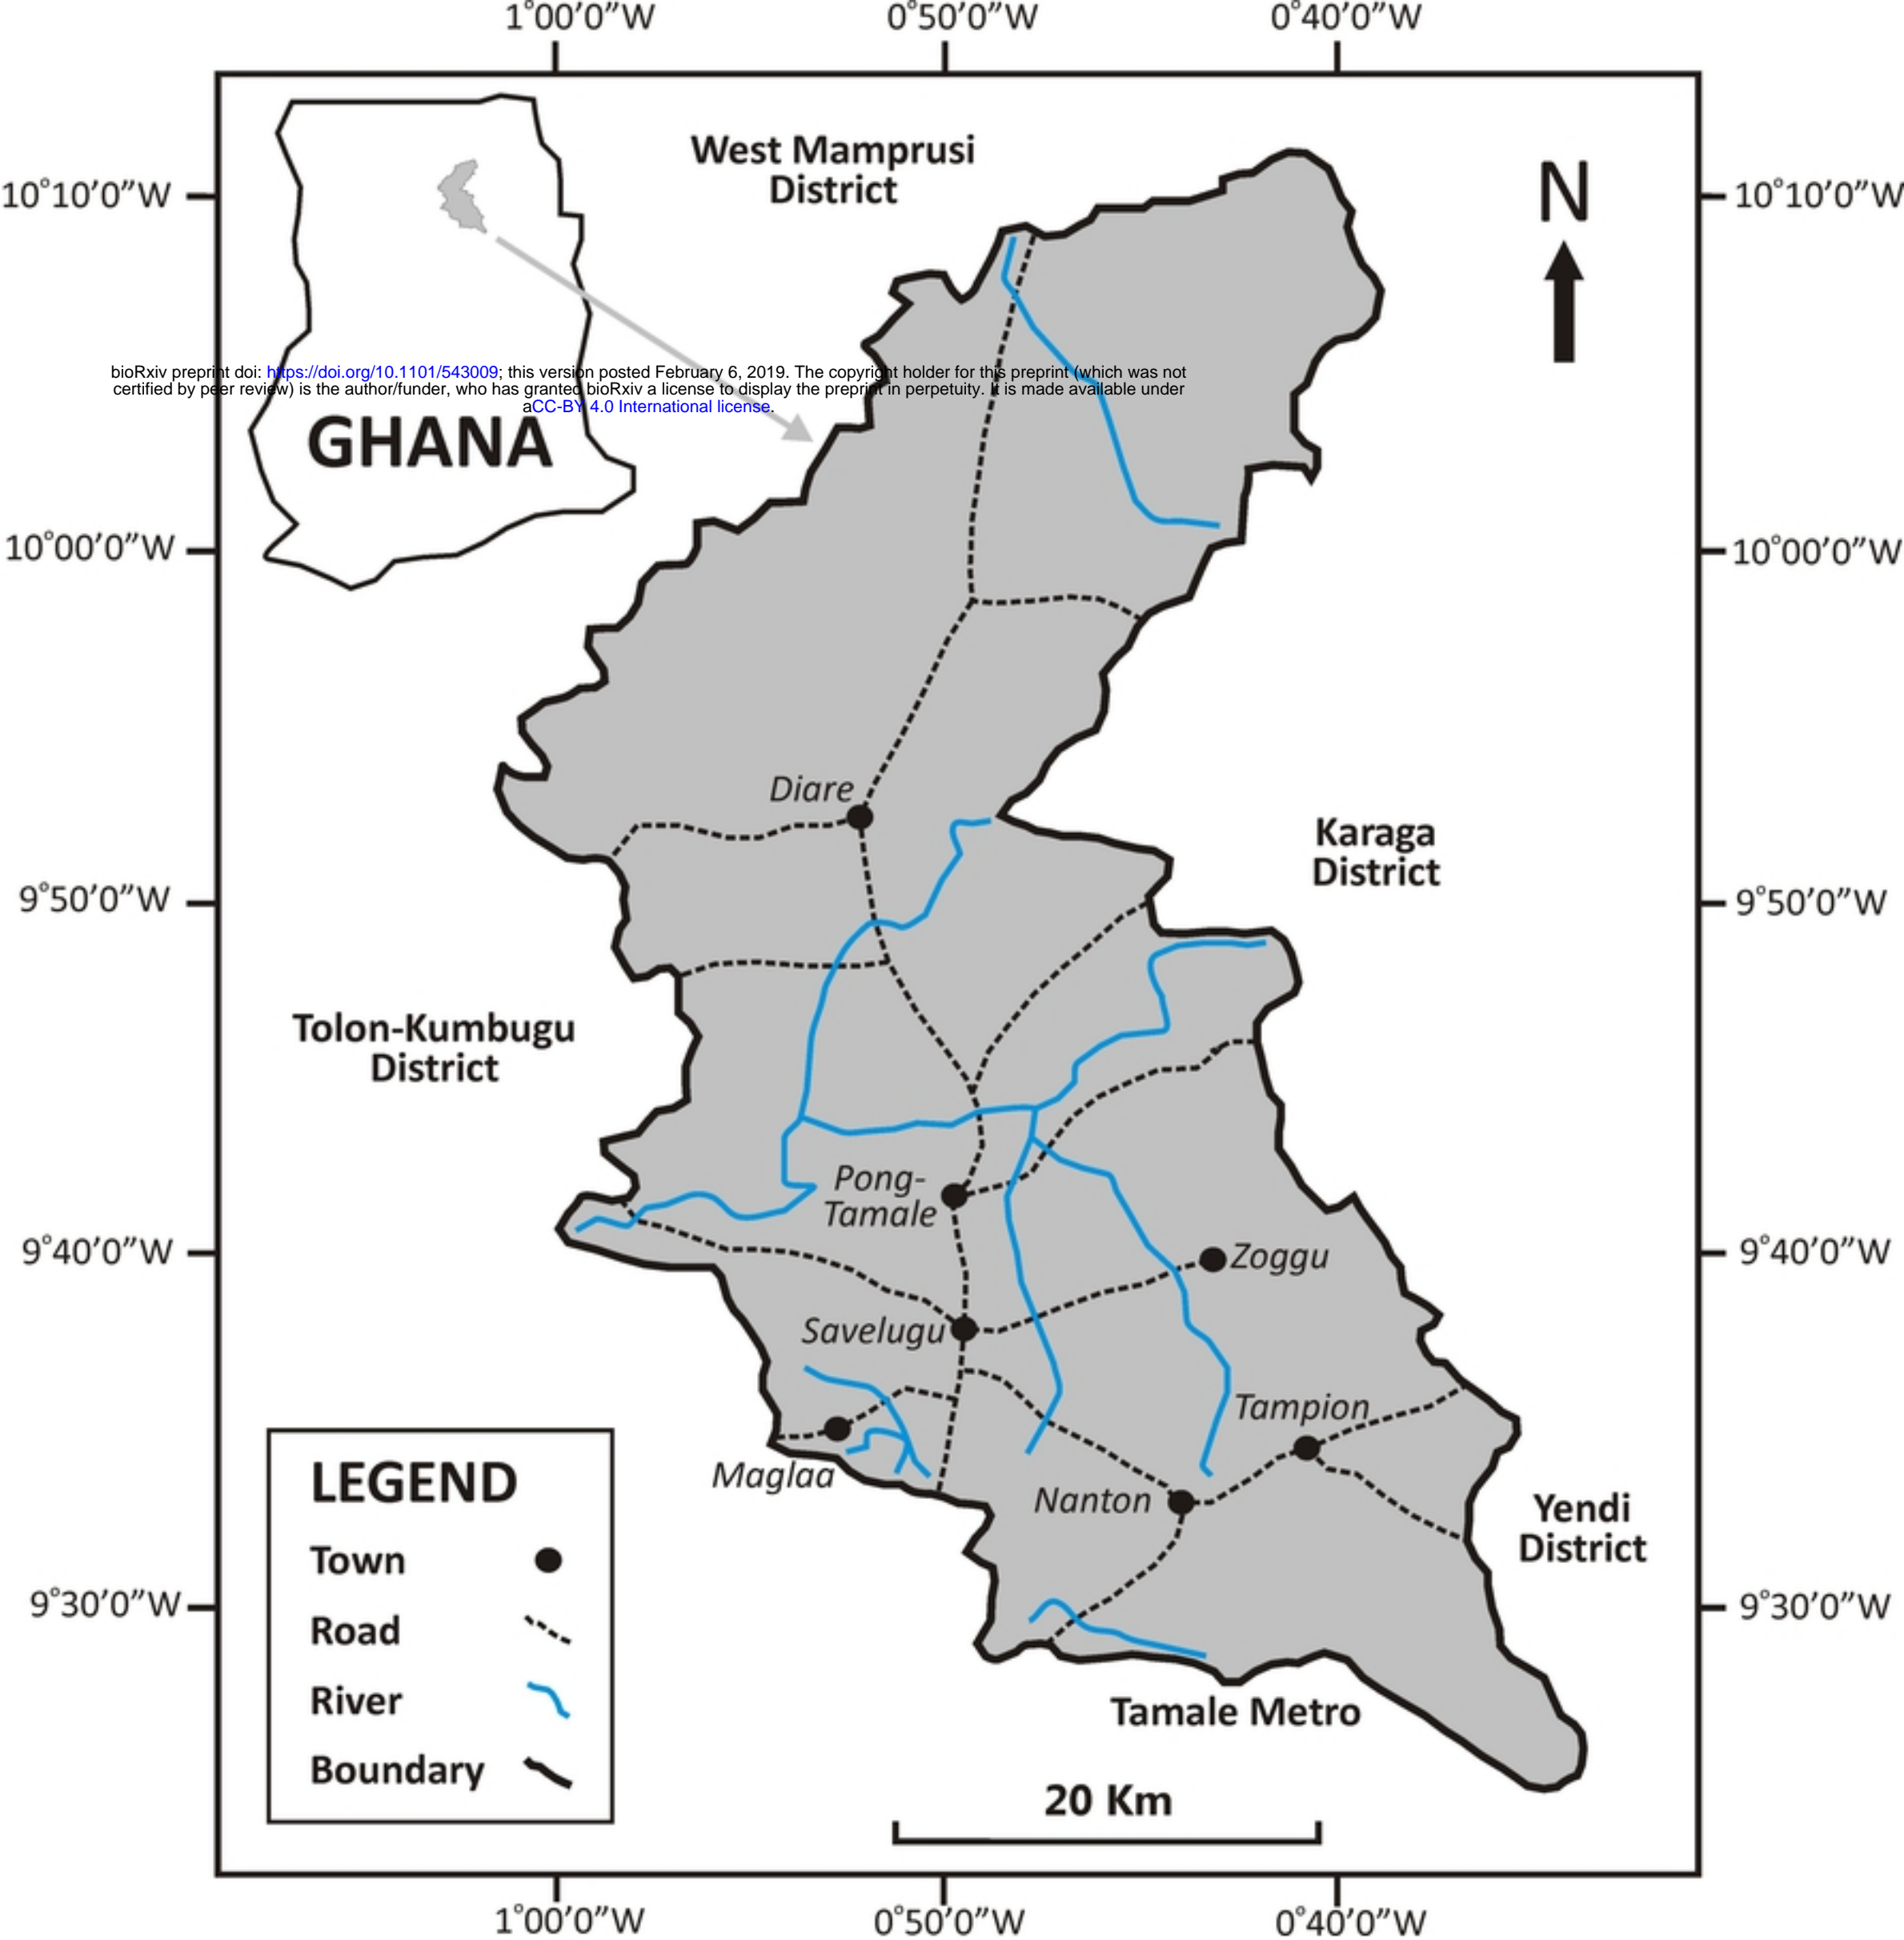 1°00’0”W 0°50’0”W 0°40’0”W
West Mamprusi
District
N
10°10’0”W 10°10’0”W
bioRxiv preprint doi: https://doi.org/10.1101/543009; this version posted February 6, 2019. The copyright holder for this preprint (which was not
certified by peer review) is the author/funder, who has granted bioRxiv a license to display the preprint in perpetuity. It is made available under
aCC-BY 4.0 International license.
GHANA
10°00’0”W 10°00’0”W
Diare
Karaga
District
9°50’0”W 9°50’0”W
Tolon-Kumbugu
District
Pong-
Tamale
9°40’0”W 9°40’0”W
Zoggu
Savelugu
Tampion
Maglaa
Nanton
Yendi
District
LEGEND
Town
Road
River
Boundary
9°30’0”W 9°30’0”W
Tamale Metro
20 Km
1°00’0”W 0°50’0”W 0°40’0”W